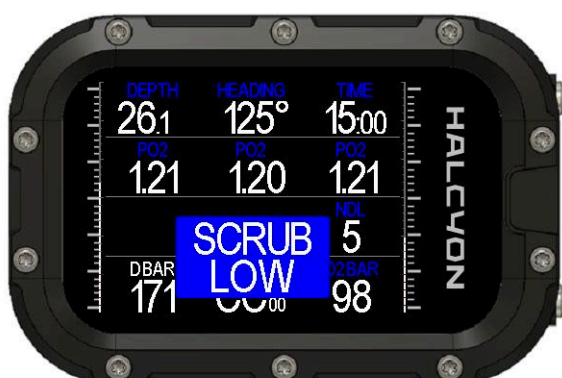 DEPTH HEADING TIME
26.1 125° 15:00
PO2 PO2 PO2
1.21 1.20 1.21
NDL
SCRUB 5
LOW
DBAR O2BAR
171 98
HALCYON